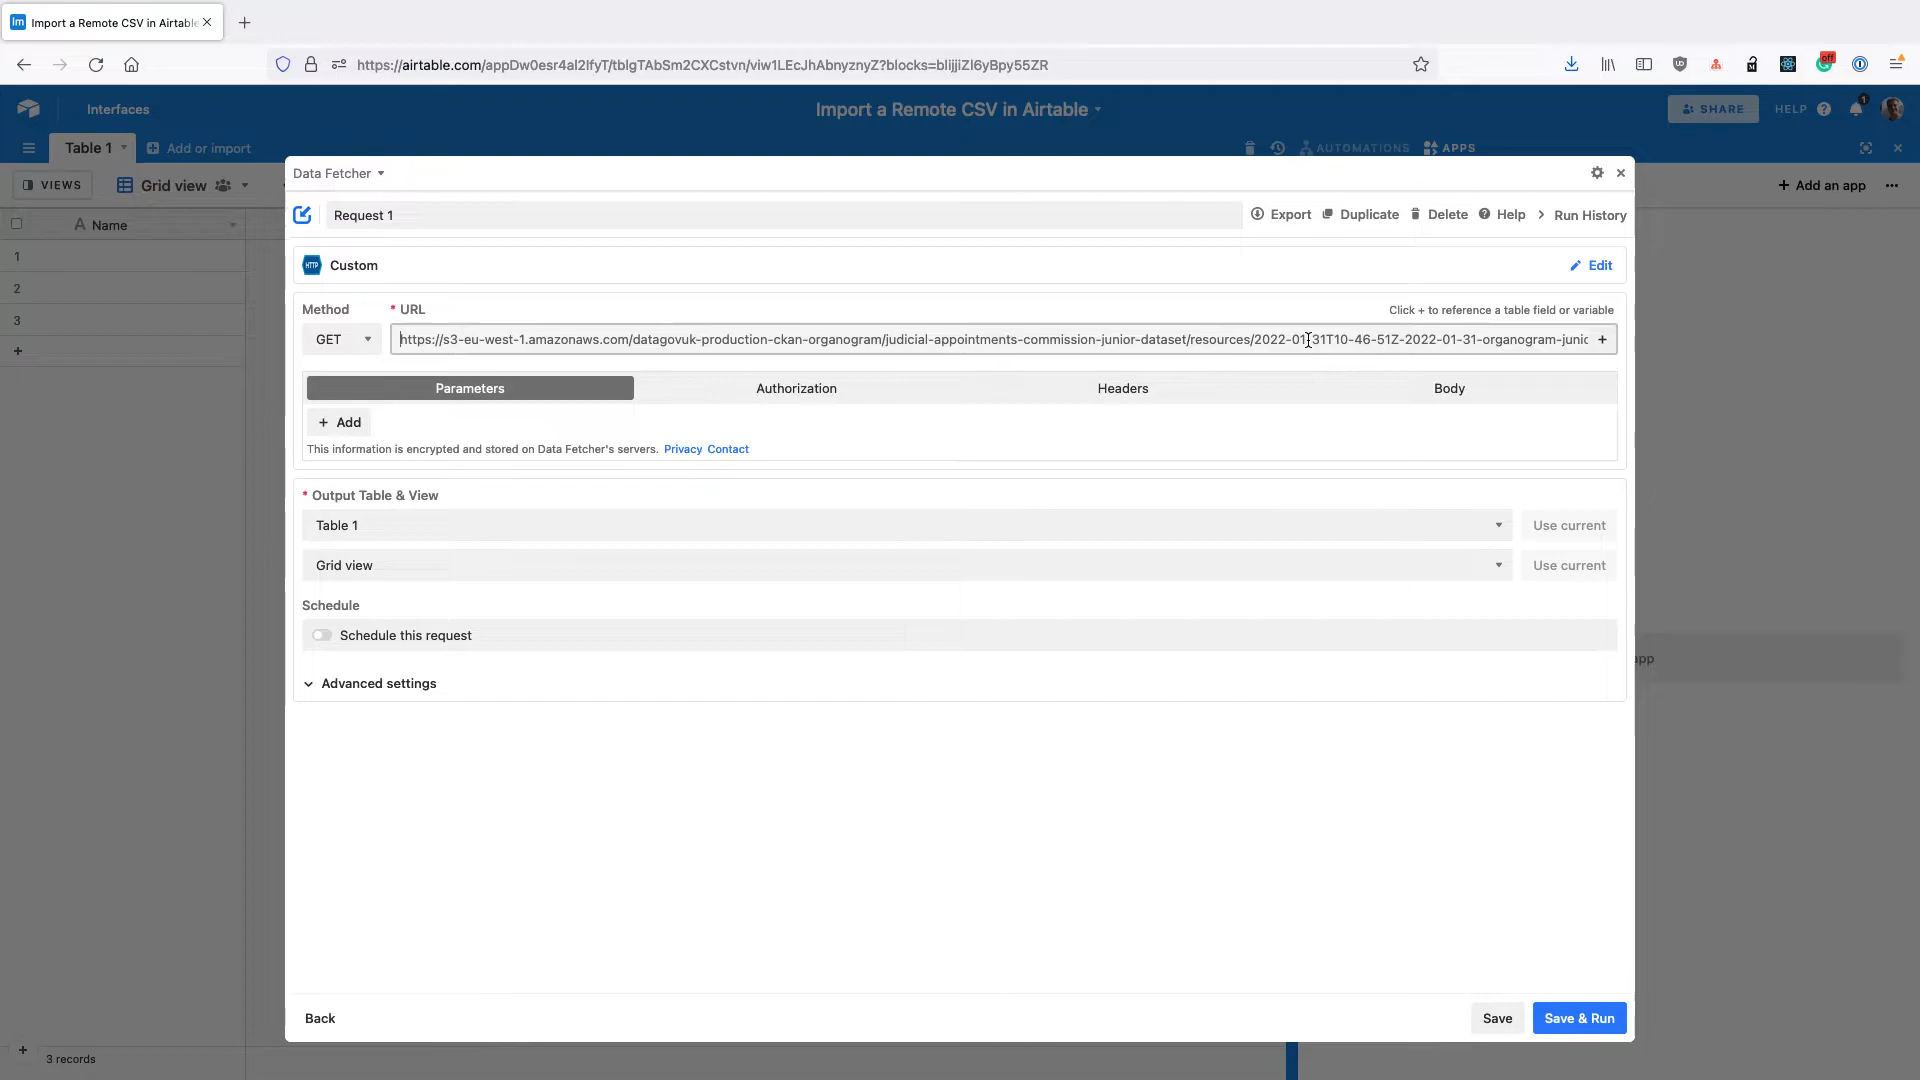 Im Import a Remote CSV in Airtable
https://airtable.com/appDw0esr4al2IfyT/tblgTAbSm2CXCstvn/viw1LEcJhAbnyznyZ?blocks=blijjiZl6yBpy55ZR
off
Interfaces
Import a Remote CSV in Airtable
SHARE
HELP
1
Table 1
Add or import
AUTOMATIONS
APPS
VIEWS
Grid view
Add an app
Data Fetcher
A Name
Request 1
Export
Duplicate
Delete
Help
Run History
1
2
3
HTTP Custom
Edit
Method
* URL
Click + to reference a table field or variable
GET
https://s3-eu-west-1.amazonaws.com/datagovuk-production-ckan-organogram/judicial-appointments-commission-junior-dataset/resources/2022-01-31T10-46-51Z-2022-01-31-organogram-junio
+
Parameters
Authorization
Headers
Body
+ Add
This information is encrypted and stored on Data Fetcher's servers. Privacy Contact
* Output Table & View
Table 1
Use current
Grid view
Use current
Schedule
Schedule this request
app
Advanced settings
Back
Save
Save & Run
+ 3 records